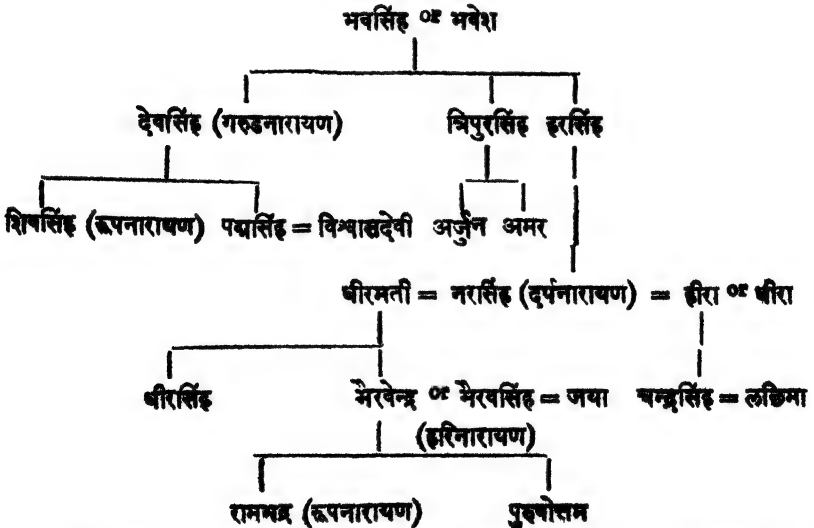 भवसिंह or भवेश
देवसिंह (गरुडनारायण) त्रिपुरसिंह हरसिंह
शिवसिंह (रूपनारायण) पद्मसिंह = विश्वासदेवी अर्जुन अमर
धीरमती = नरसिंह (दर्पनारायण) = हीरा or धीरा
धीरसिंह भैरवेन्द्र or भैरवसिंह = जया चन्द्रसिंह = लछिमा
(हरिनारायण)
रामभद्र (रूपनारायण) पुरुषोत्तम